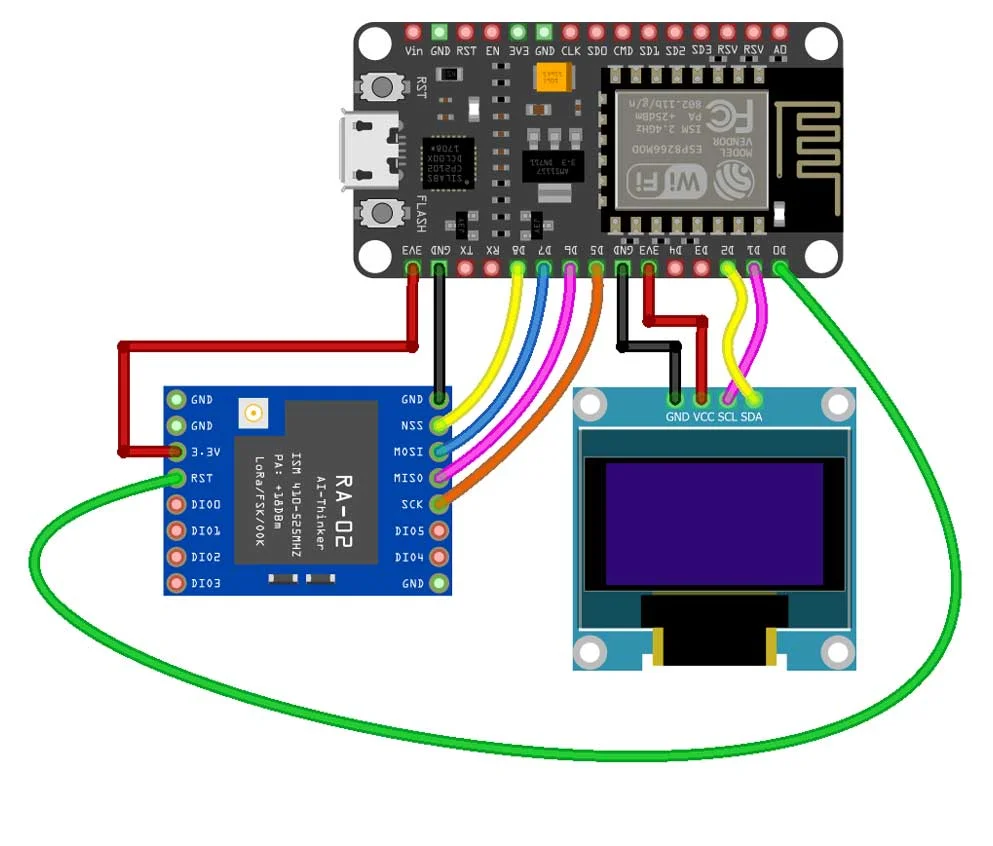 Vin GND RST EN 3V3 GND CLK SD0 CMD SD1 SD2 SD3 RSV RSV A0
RST
FLASH
SILABS
CP2102
DCL00X
1708+
AMS1117
3.3 DN711
MODEL
VENDOR
ESP8266MOD
FC
ISM 2.4GHz
PA +25dBm
802.11b/g/n
WiFi
3V3 GND TX RX D8 D7 D6 D5 GND 3V3 D4 D3 D2 D1 D0
GND
GND
3.3V
RST
DIO0
DIO1
DIO2
DIO3
RA-02
AI-Thinker
ISM 410-525MHZ
PA: +18DBm
LoRa/FSK/OOK
GND
NSS
MOSI
MISO
SCK
DIO5
DIO4
GND
GND VCC SCL SDA